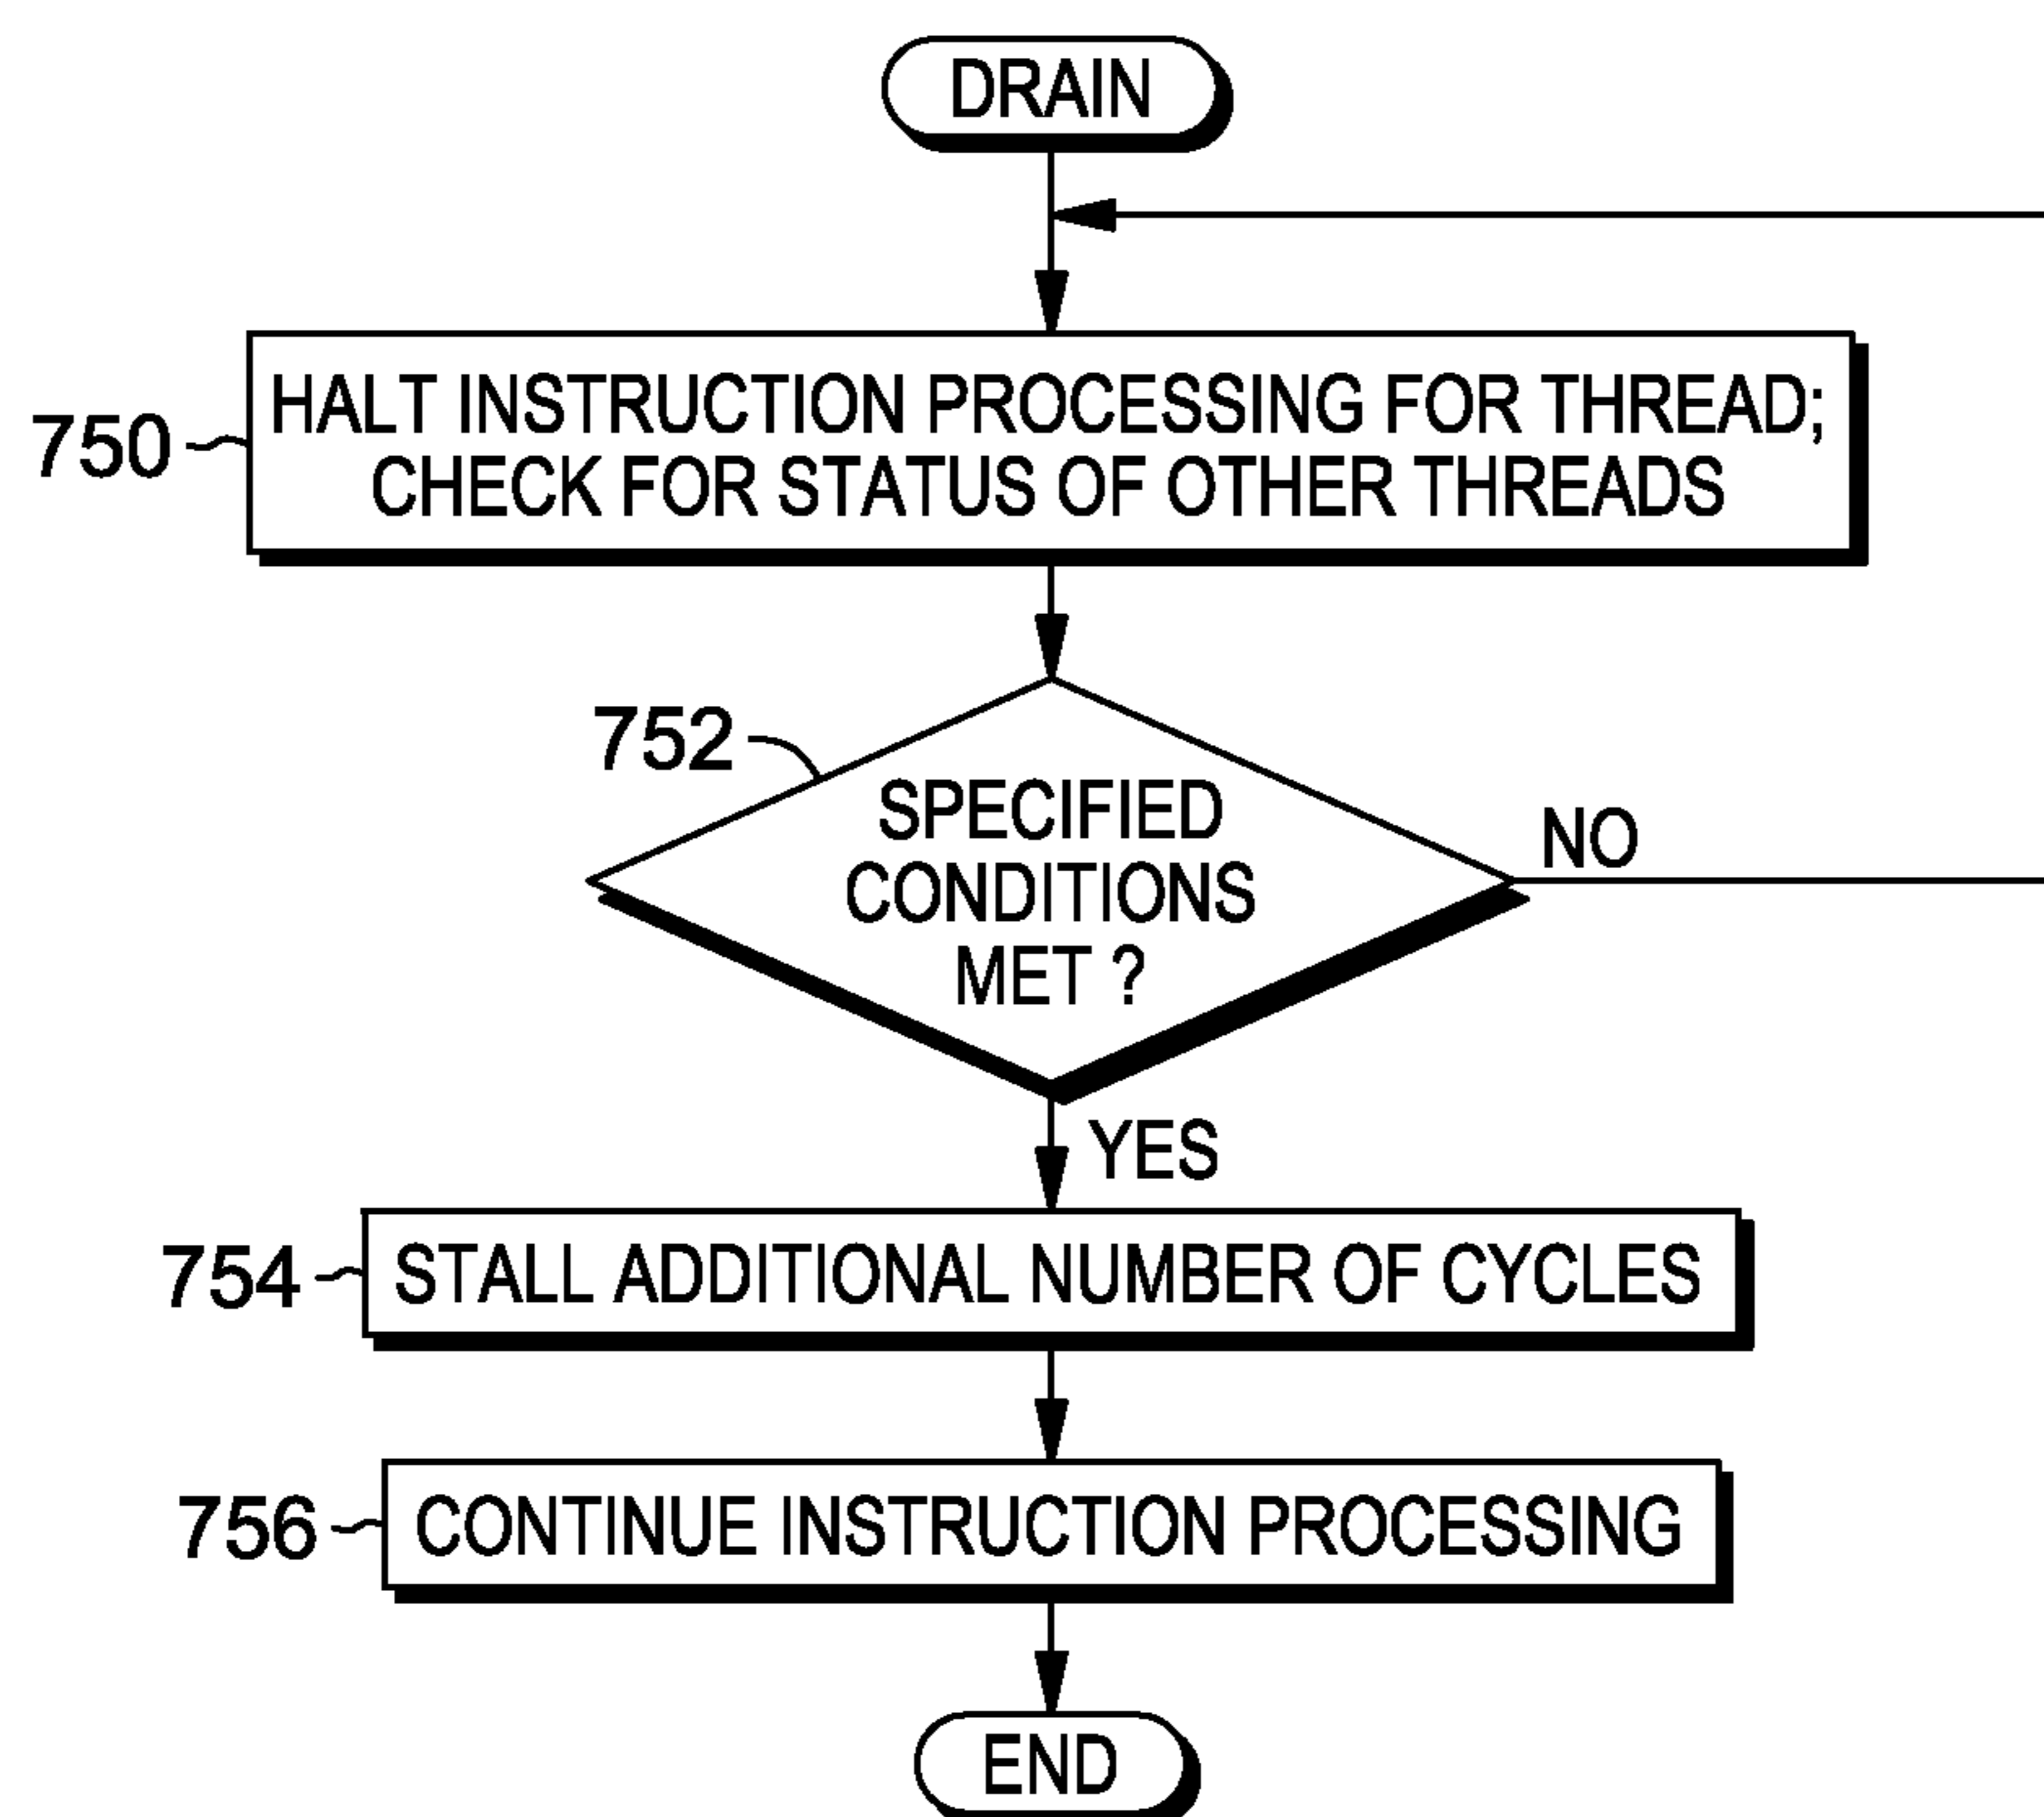 DRAIN
750
HALT INSTRUCTION PROCESSING FOR THREAD;
CHECK FOR STATUS OF OTHER THREADS
752
SPECIFIED
CONDITIONS
MET ?
NO
YES
754
STALL ADDITIONAL NUMBER OF CYCLES
756
CONTINUE INSTRUCTION PROCESSING
END